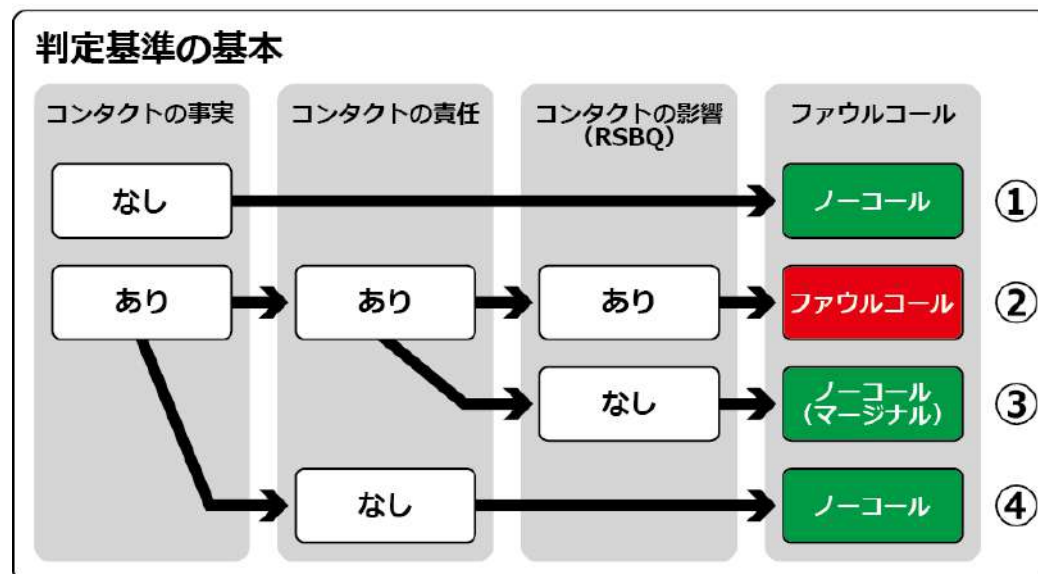 判定基準の基本
コンタクトの事実
コンタクトの責任
コンタクトの影響
（RSBQ）
ファウルコール
なし
ノーコール
①
あり
あり
あり
ファウルコール
②
なし
ノーコール
（マージナル）
③
なし
ノーコール
④